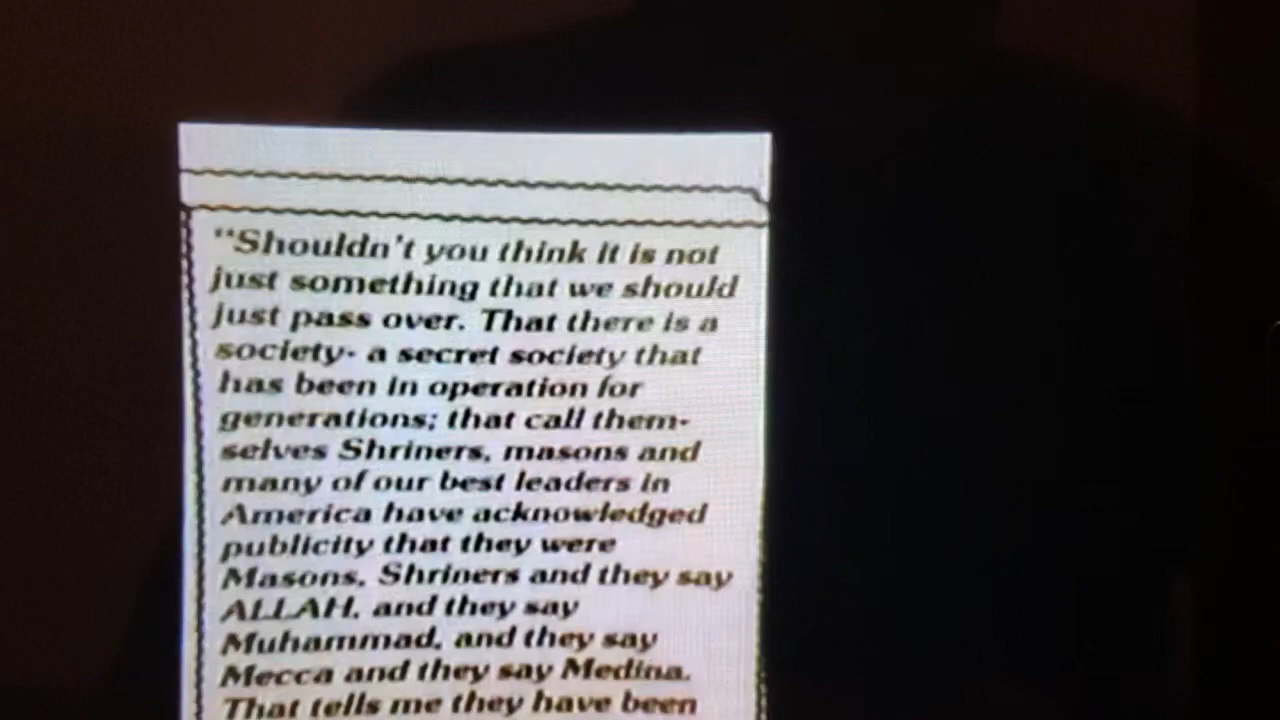 "Shouldn't you think it is not
just something that we should
just pass over. That there is a
society- a secret society that
has been in operation for
generations; that call them-
selves Shriners, masons and
many of our best leaders in
America have acknowledged
publicity that they were
Masons, Shriners and they say
ALLAH, and they say
Muhammad, and they say
Mecca and they say Medina.
That tells me they have been